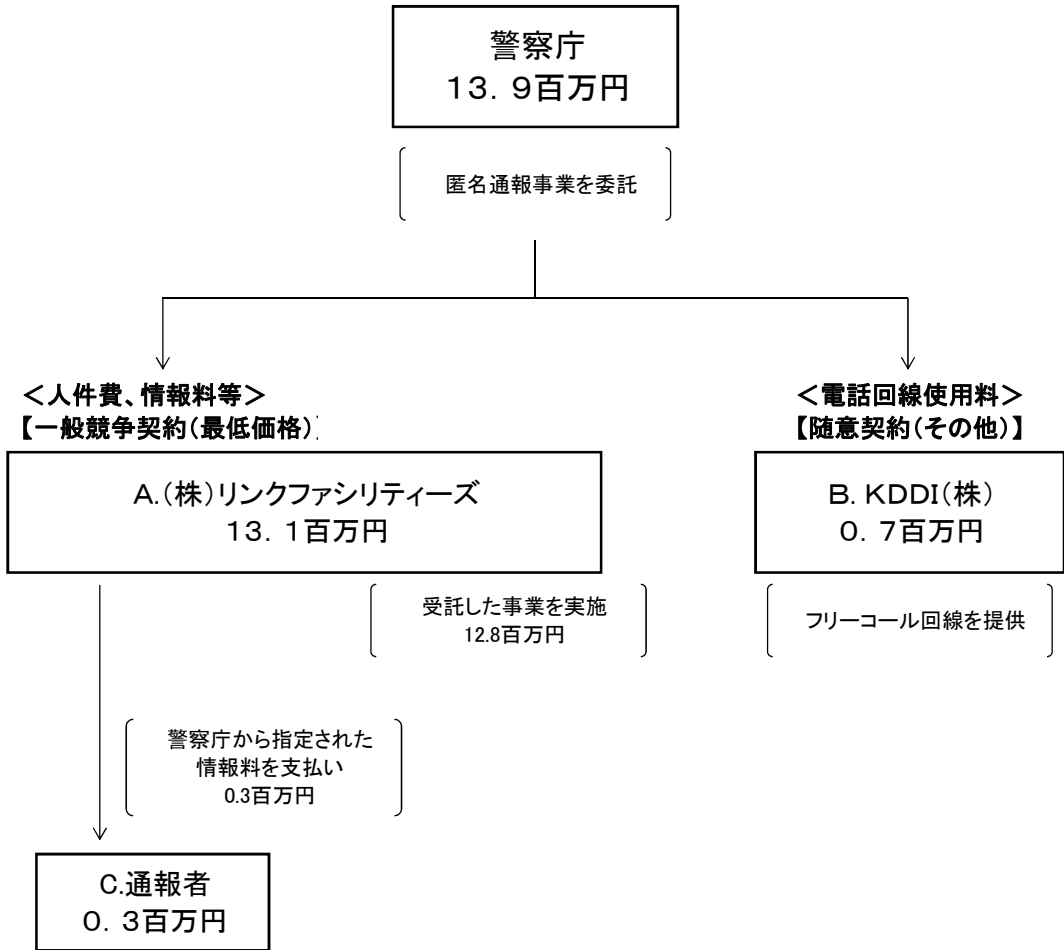 警察庁
13.9百万円
匿名通報事業を委託
＜人件費、情報料等＞
【一般競争契約(最低価格)
A.(株)リンクファシリティーズ
13.1百万円
受託した事業を実施
12.8百万円
＜電話回線使用料＞
【随意契約(その他)】
B.KDDI(株)
0.7百万円
フリーコール回線を提供
警察庁から指定された
情報料を支払い
0.3百万円
C.通報者
0.3百万円